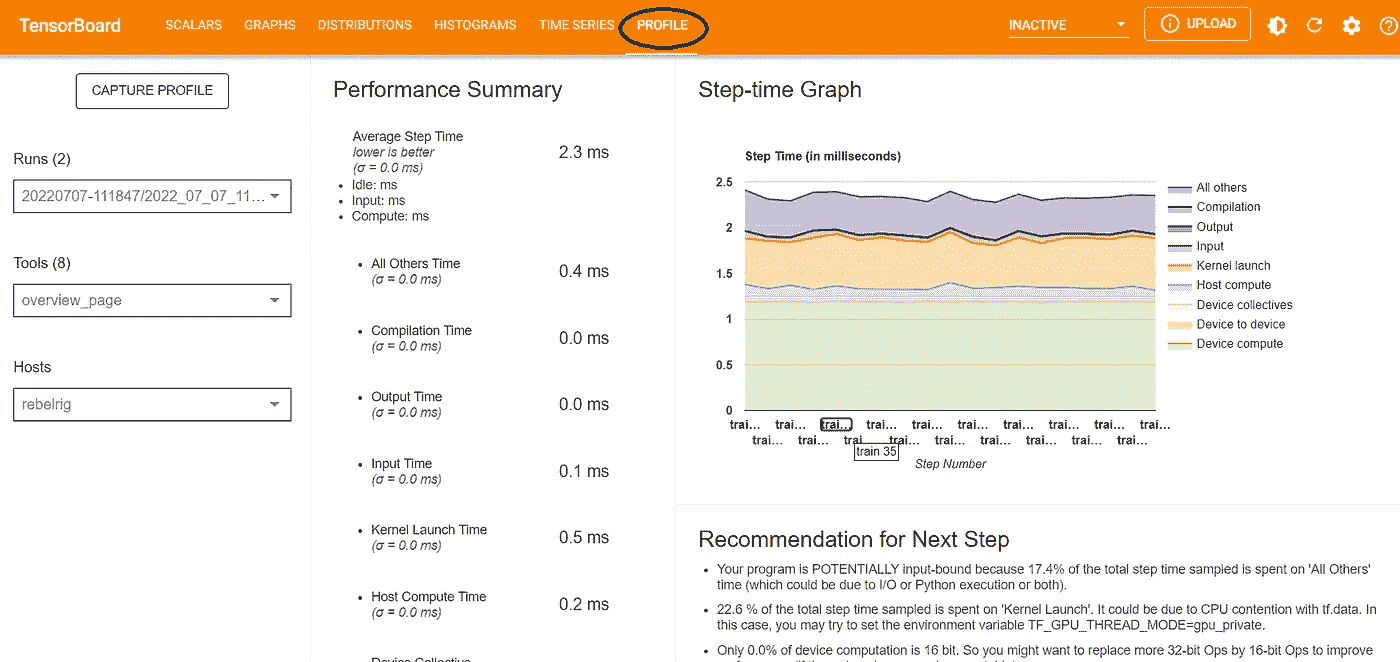 TensorBoard
SCALARS
GRAPHS
DISTRIBUTIONS
HISTOGRAMS
TIME SERIES
PROFILE
INACTIVE
UPLOAD
CAPTURE PROFILE
Runs (2)
20220707-111847/2022_07_07_11...
Tools (8)
overview_page
Hosts
rebelrig
Performance Summary
Average Step Time
lower is better
(σ = 0.0 ms)
2.3 ms
• Idle: ms
• Input: ms
• Compute: ms
• All Others Time
(σ = 0.0 ms)
0.4 ms
• Compilation Time
(σ = 0.0 ms)
0.0 ms
• Output Time
(σ = 0.0 ms)
0.0 ms
• Input Time
(σ = 0.0 ms)
0.1 ms
• Kernel Launch Time
(σ = 0.0 ms)
0.5 ms
• Host Compute Time
(σ = 0.0 ms)
0.2 ms
Device Collective
Step-time Graph
Step Time (in milliseconds)
2.5
2
1.5
1
0.5
0
trai... trai... trai... trai... trai... trai... trai... trai... trai... trai...
trai... trai... trai... trai... trai... trai... trai... trai... trai...
train 35
Step Number
All others
Compilation
Output
Input
Kernel launch
Host compute
Device collectives
Device to device
Device compute
Recommendation for Next Step
• Your program is POTENTIALLY input-bound because 17.4% of the total step time sampled is spent on 'All Others'
time (which could be due to I/O or Python execution or both).
• 22.6 % of the total step time sampled is spent on 'Kernel Launch'. It could be due to CPU contention with tf.data. In
this case, you may try to set the environment variable TF_GPU_THREAD_MODE=gpu_private.
• Only 0.0% of device computation is 16 bit. So you might want to replace more 32-bit Ops by 16-bit Ops to improve